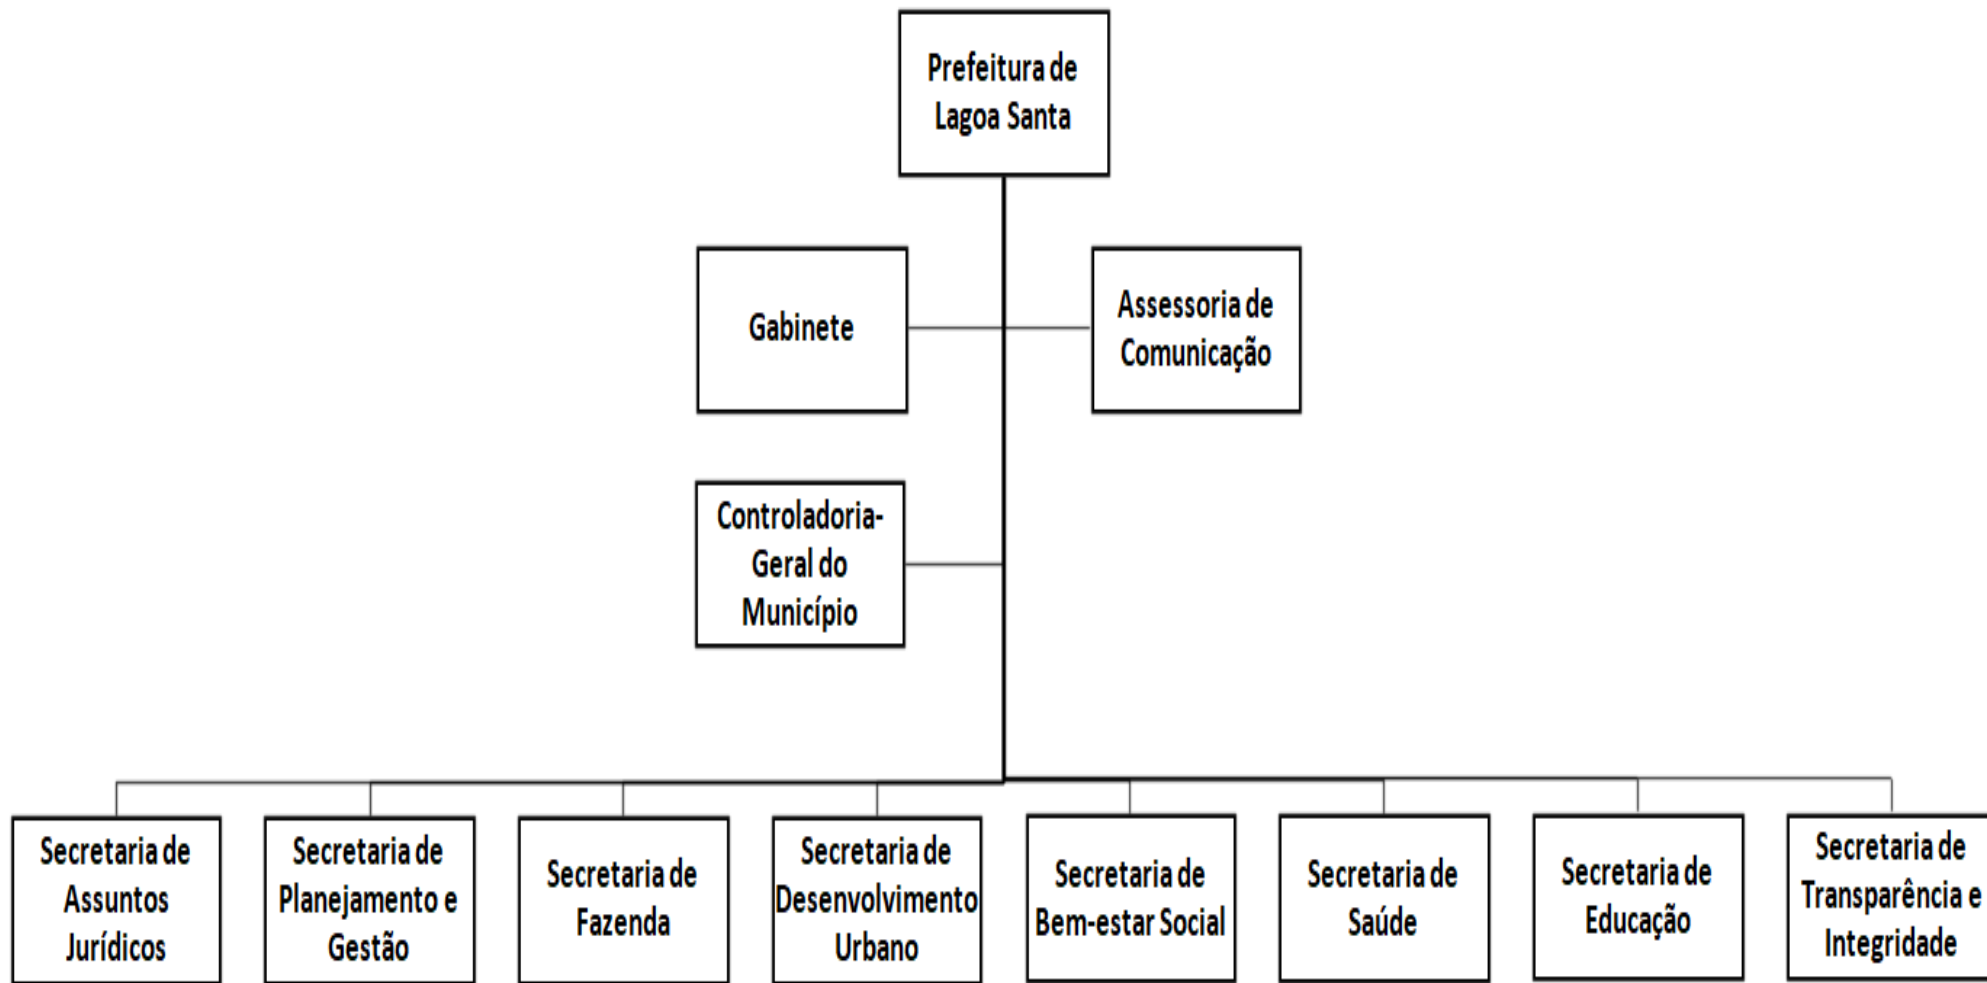 Prefeitura de
Lagoa Santa
Gabinete
Assessoria de
Comunicação
Controladoria-
Geral do
Município
Secretaria de
Assuntos
Jurídicos
Secretaria de
Planejamento e
Gestão
Secretaria de
Fazenda
Secretaria de
Desenvolvimento
Urbano
Secretaria de
Bem-estar Social
Secretaria de
Saúde
Secretaria de
Educação
Secretaria de
Transparência e
Integridade